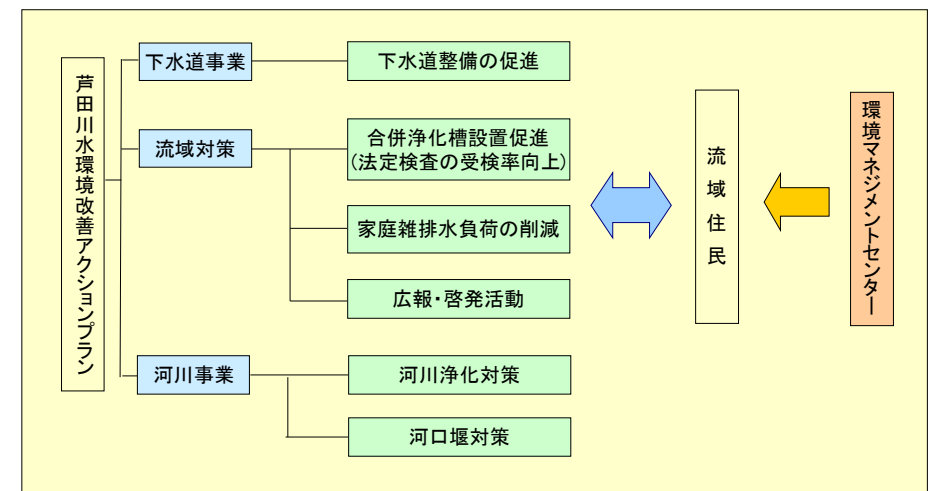 芦田川水環境改善アクションプラン
下水道事業
下水道整備の促進
流域対策
合併浄化槽設置促進
(法定検査の受検率向上)
家庭雑排水負荷の削減
広報・啓発活動
河川事業
河川浄化対策
河口堰対策
流域住民
環境マネジメントセンター